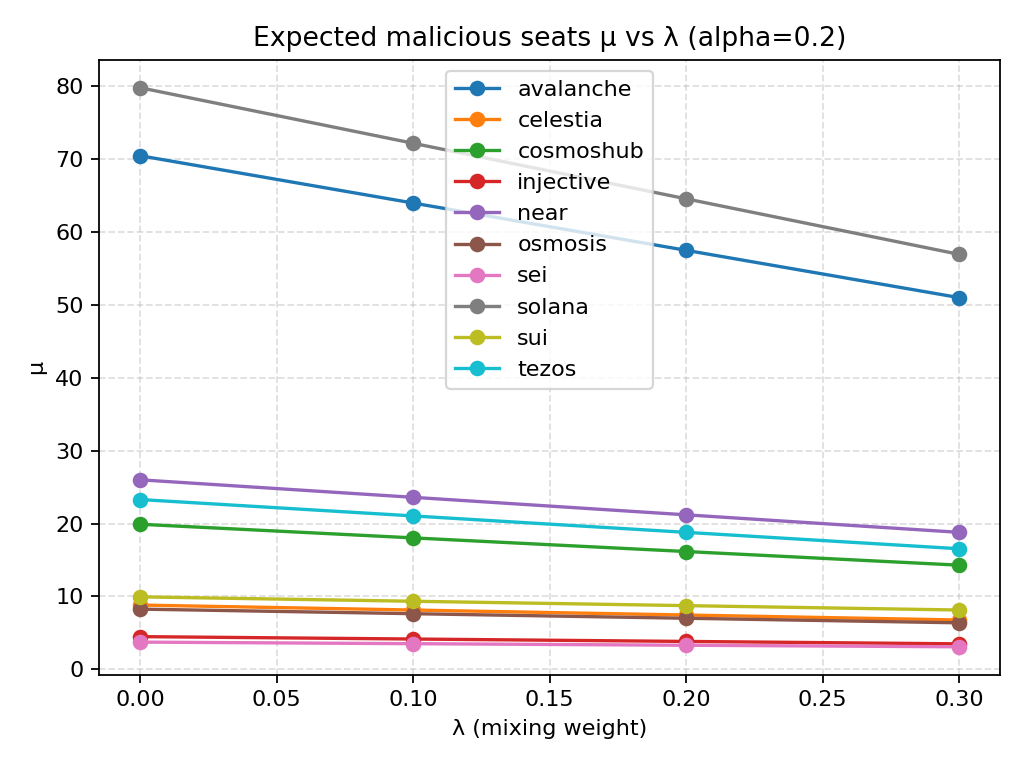 Expected malicious seats μ vs λ (alpha=0.2)
80
70
60
50
40
30
20
10
0
μ
avalanche
celestia
cosmoshub
injective
near
osmosis
sei
solana
sui
tezos
0.00 0.05 0.10 0.15 0.20 0.25 0.30
λ (mixing weight)